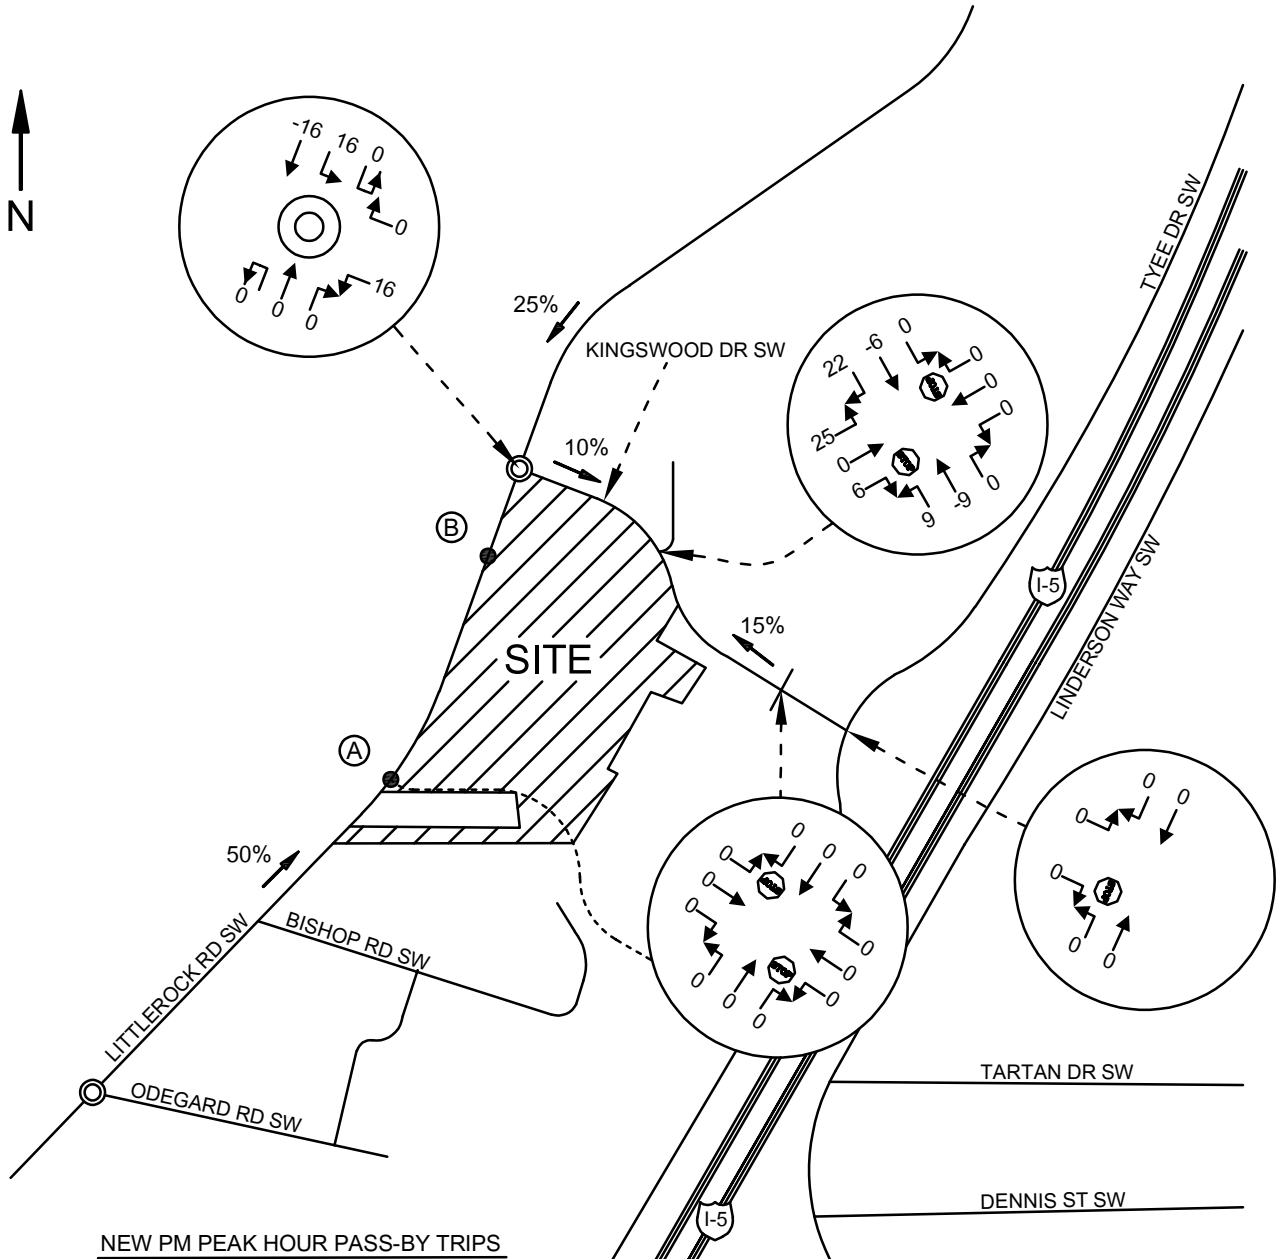 N
-16 16 0
0
16
0 0 0
25%
KINGSWOOD DR SW
10%
22 -6 0 0
0
0
25
0
6 9 -9 0
TYEE DR SW
I-5
LINDERSON WAY SW
B
SITE
15%
A
50%
BISHOP RD SW
LITTLEROCK RD SW
ODEGARD RD SW
0 0 0 0
0
0
STOP
0
0
0 0 0 0
0 0 0
0
0 0
TARTAN DR SW
DENNIS ST SW
I-5
NEW PM PEAK HOUR PASS-BY TRIPS